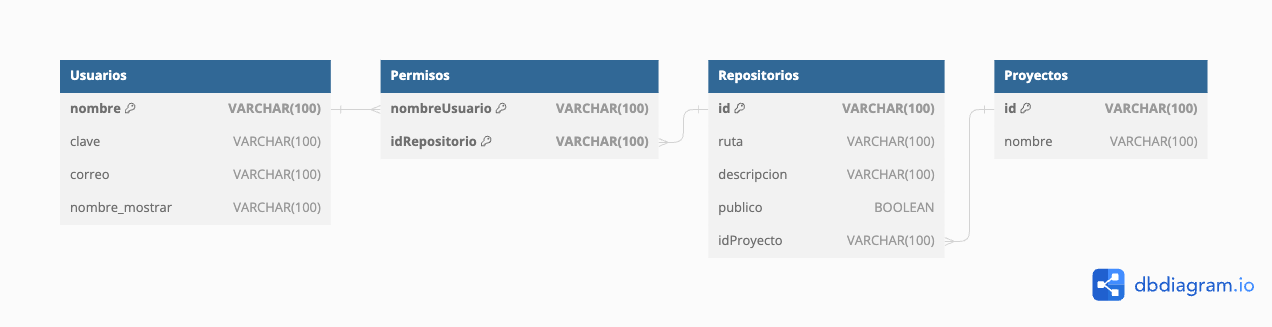 Usuarios
nombre VARCHAR(100)
clave VARCHAR(100)
correo VARCHAR(100)
nombre_mostrar VARCHAR(100)
Permisos
nombreUsuario VARCHAR(100)
idRepositorio VARCHAR(100)
Repositorios
id VARCHAR(100)
ruta VARCHAR(100)
descripcion VARCHAR(100)
publico BOOLEAN
idProyecto VARCHAR(100)
Proyectos
id VARCHAR(100)
nombre VARCHAR(100)
dbdiagram.io